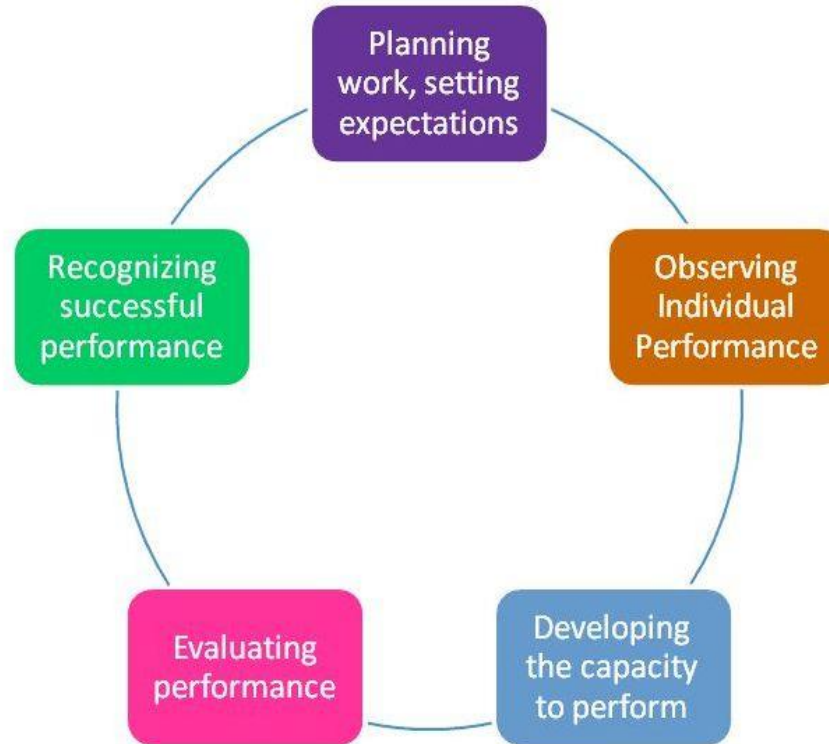 Planning
work, setting
expectations
Observing
Individual
Performance
Developing
the capacity
to perform
Evaluating
performance
Recognizing
successful
performance